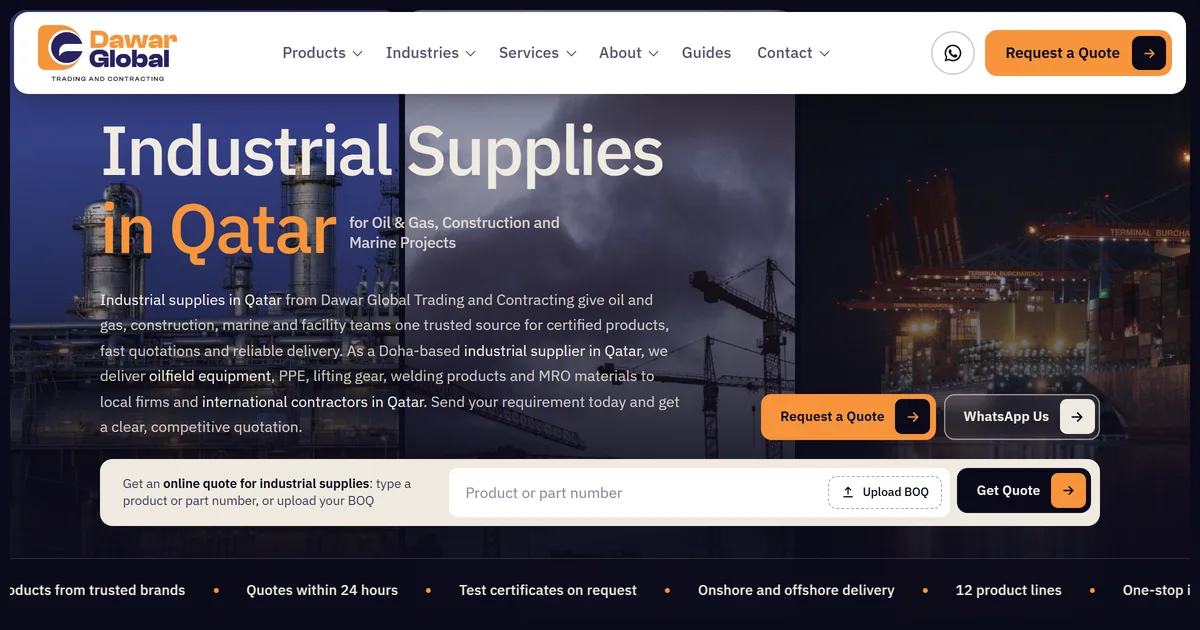 Dawar
Global
TRADING AND CONTRACTING
Products
Industries
Services
About
Guides
Contact
Request a Quote
Industrial Supplies
in Qatar
for Oil & Gas, Construction and
Marine Projects
Industrial supplies in Qatar from Dawar Global Trading and Contracting give oil and
gas, construction, marine and facility teams one trusted source for certified products,
fast quotations and reliable delivery. As a Doha-based industrial supplier in Qatar, we
deliver oilfield equipment, PPE, lifting gear, welding products and MRO materials to
local firms and international contractors in Qatar. Send your requirement today and get
a clear, competitive quotation.
TERMINAL BURCHA
TERMINAL BURCHARDKAI
Request a Quote
WhatsApp Us
Get an online quote for industrial supplies: type a
product or part number, or upload your BOQ
Product or part number
Upload BOQ
Get Quote
oducts from trusted brands • Quotes within 24 hours • Test certificates on request • Onshore and offshore delivery • 12 product lines • One-stop i